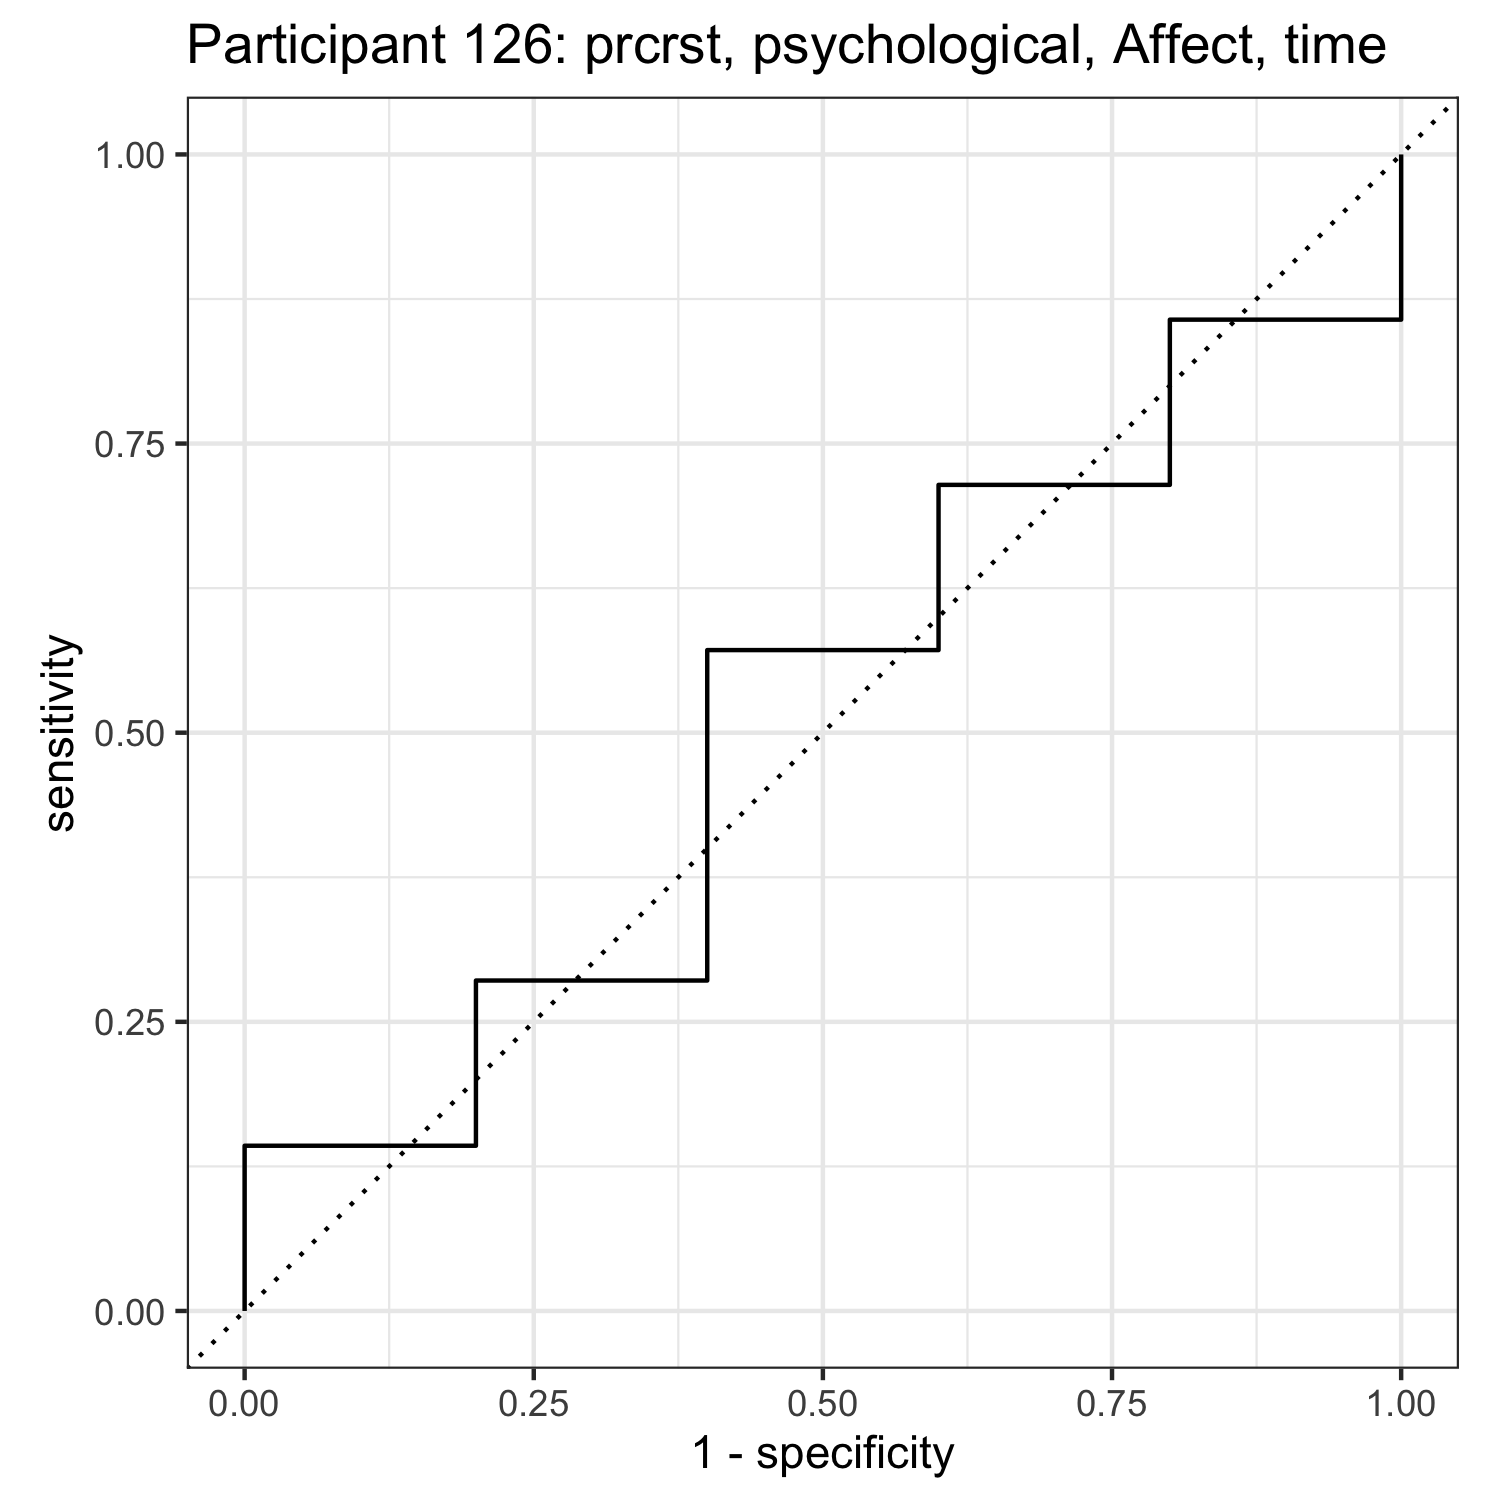 Participant 126: prcrst, psychological, Affect, time
sensitivity
1.00
0.75
0.50
0.25
0.00
0.00 0.25 0.50 0.75 1.00
1 - specificity